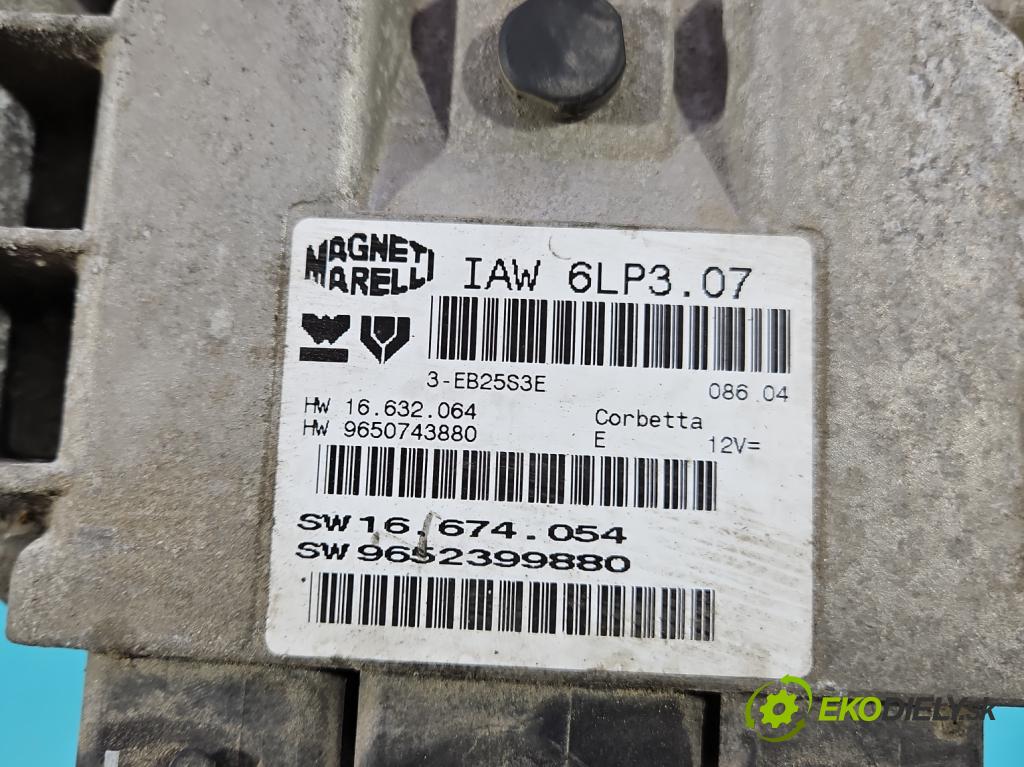 MAGNETI
MARELLI
IAW 6LP3.07
3-EB25S3E
086 04
HW 16.632.064
Corbetta
HW 9650743880
E 12V=
SW 16.674.054
SW 9652399880
EKODIELY.SK